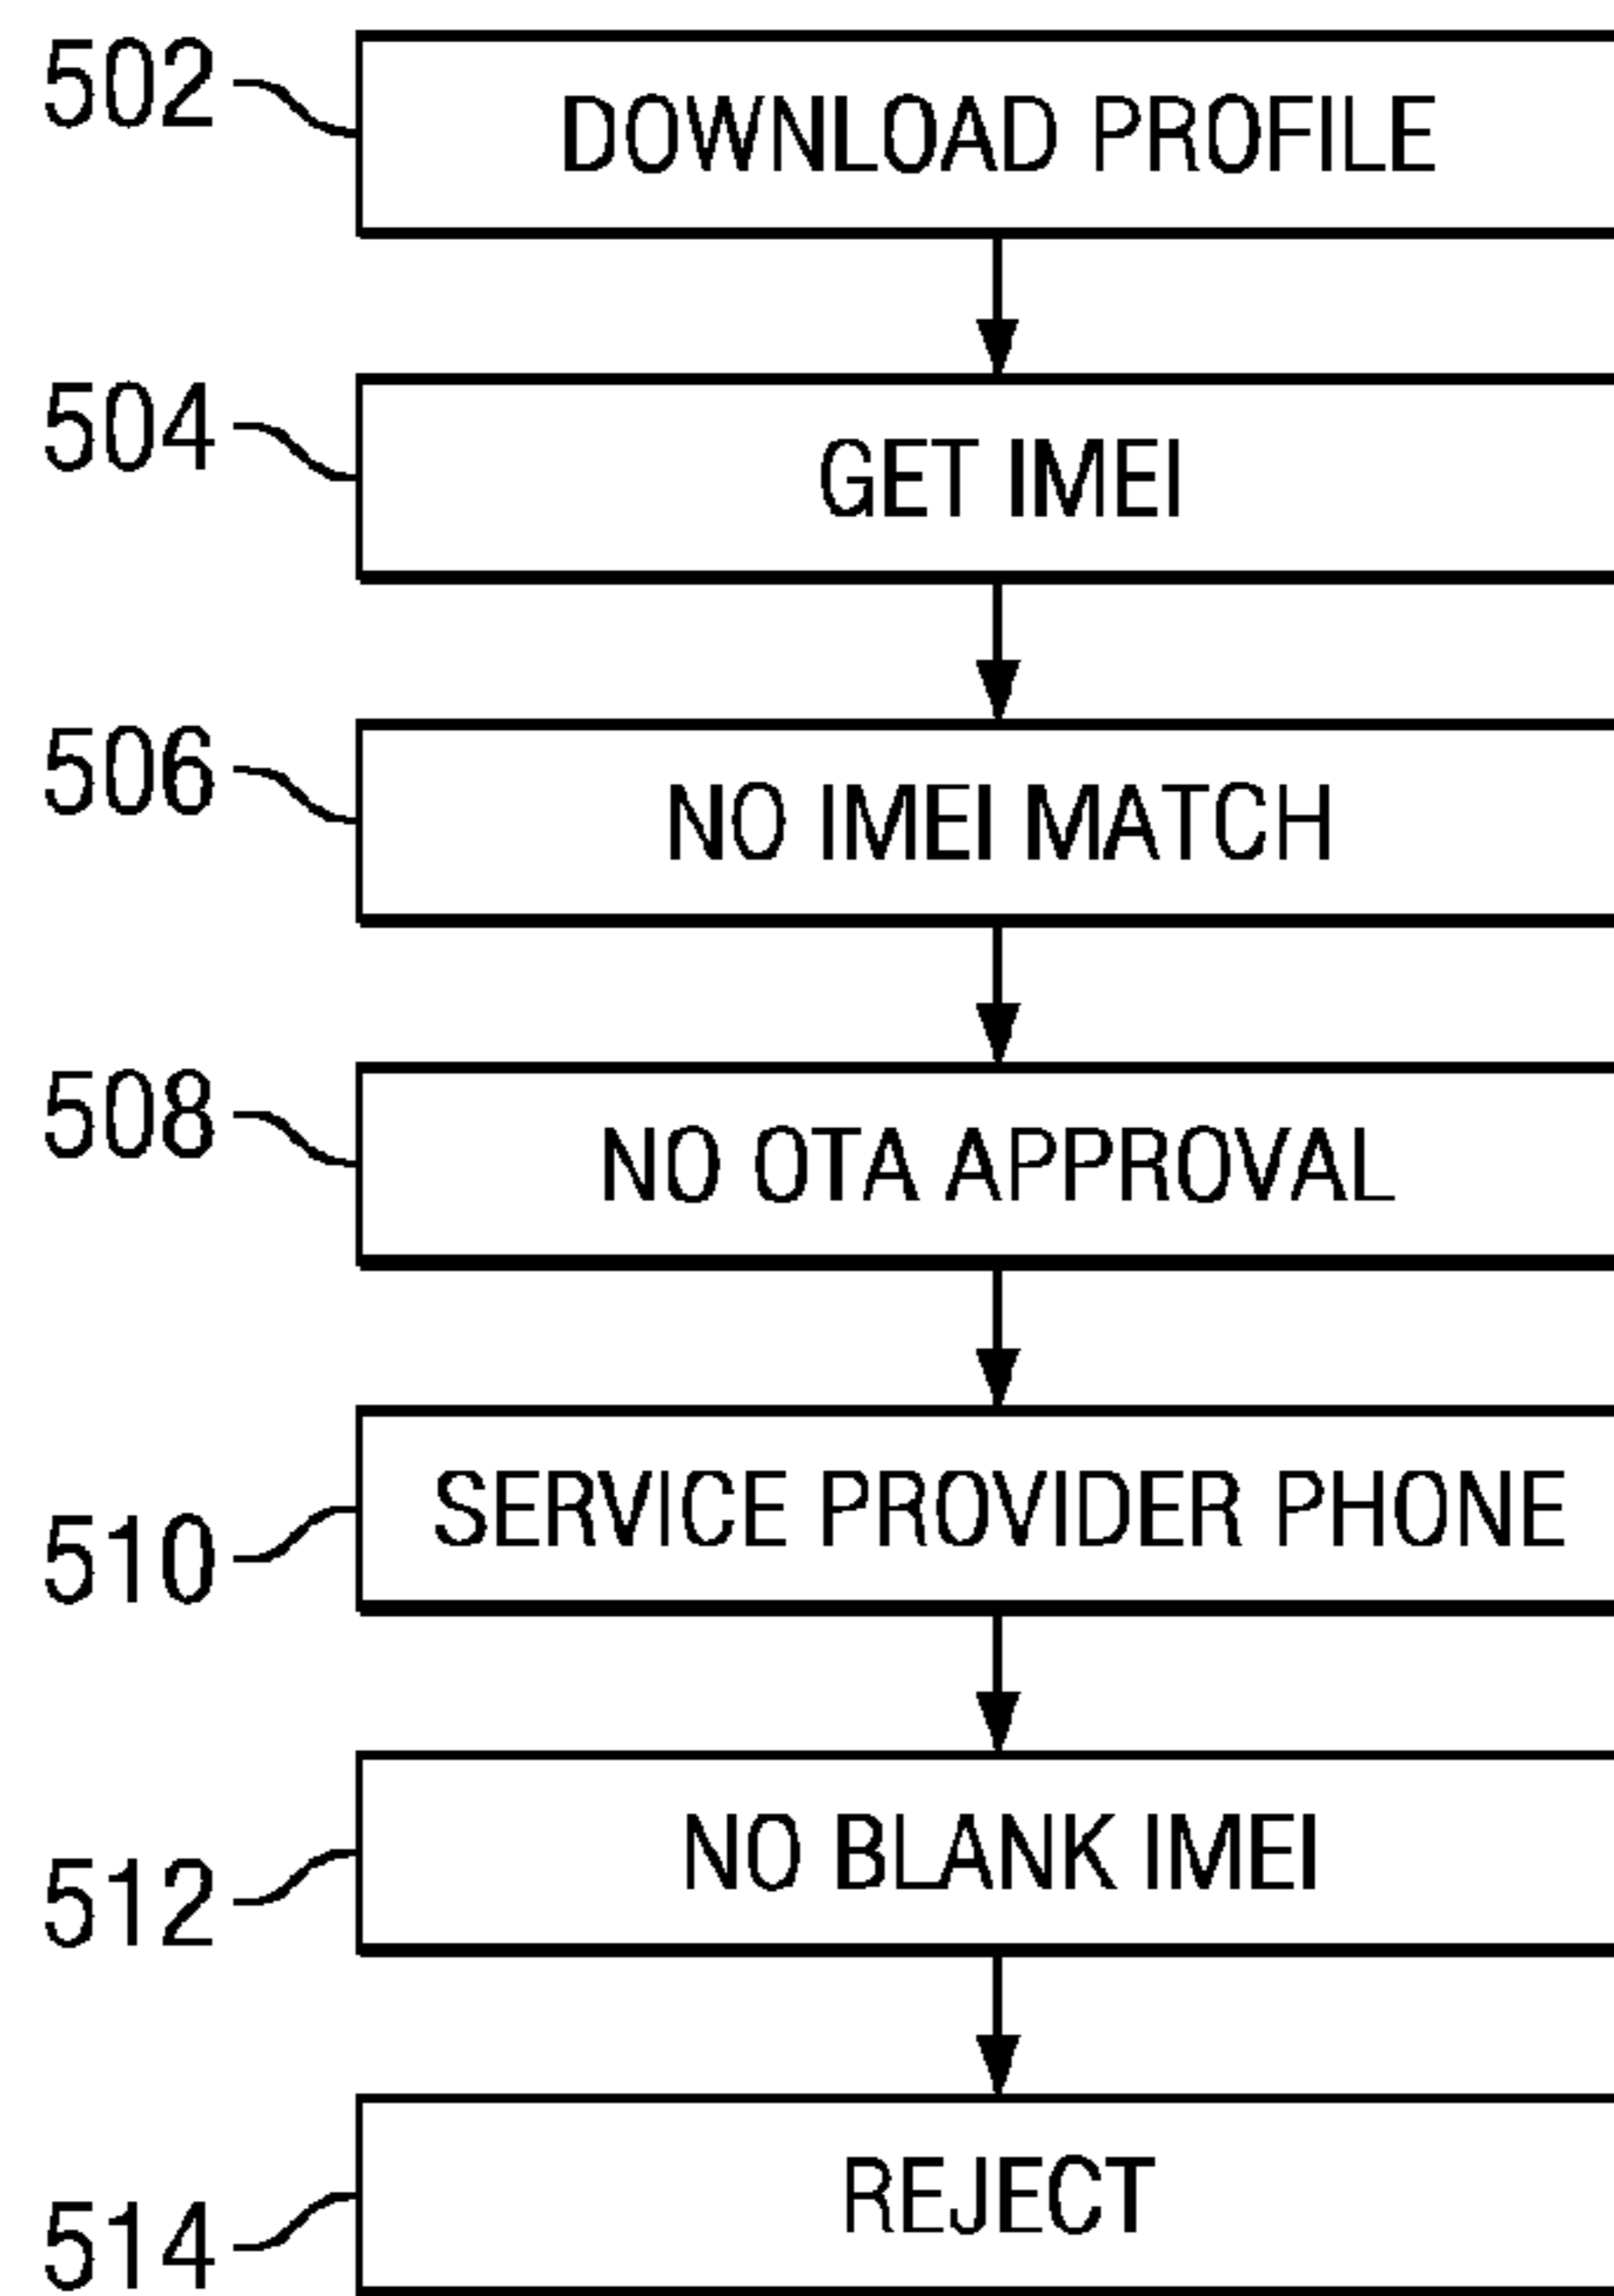 502
DOWNLOAD PROFILE
504
GET IMEI
506
NO IMEI MATCH
508
NO OTA APPROVAL
510
SERVICE PROVIDER PHONE
512
NO BLANK IMEI
514
REJECT